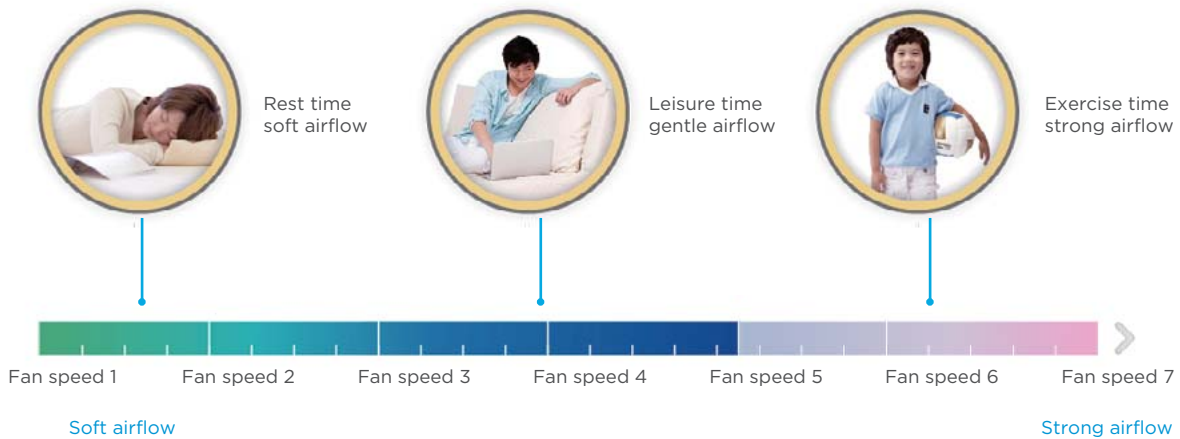 Rest time
soft airflow
Leisure time
gentle airflow
Exercise time
strong airflow
Fan speed 1
Fan speed 2
Fan speed 3
Fan speed 4
Fan speed 5
Fan speed 6
Fan speed 7
Soft airflow
Strong airflow